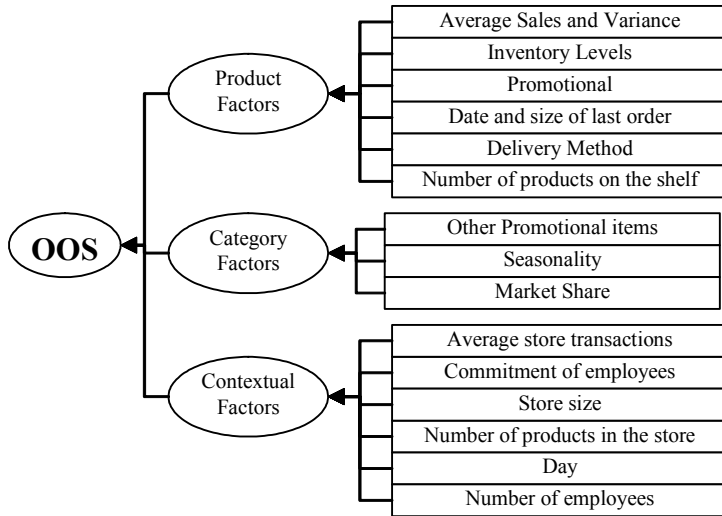 OOS
Product
Factors
Average Sales and Variance
Inventory Levels
Promotional
Date and size of last order
Delivery Method
Number of products on the shelf
Category
Factors
Other Promotional items
Seasonality
Market Share
Contextual
Factors
Average store transactions
Commitment of employees
Store size
Number of products in the store
Day
Number of employees